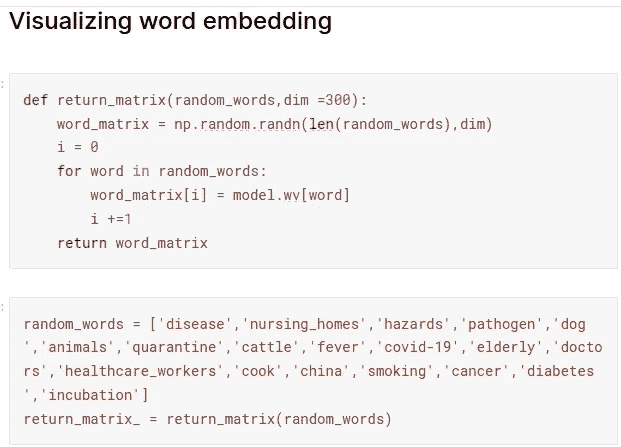 Visualizing word embedding
def return_matrix(random_words,dim =300):
    word_matrix = np.random.randn(len(random_words),dim)
    i = 0
    for word in random_words:
        word_matrix[i] = model.wv[word]
        i +=1
    return word_matrix
random_words = ['disease','nursing_homes','hazards','pathogen','dog
','animals','quarantine','cattle','fever','covid-19','elderly','docto
rs','healthcare_workers','cook','china','smoking','cancer','diabetes
','incubation']
return_matrix_ = return_matrix(random_words)